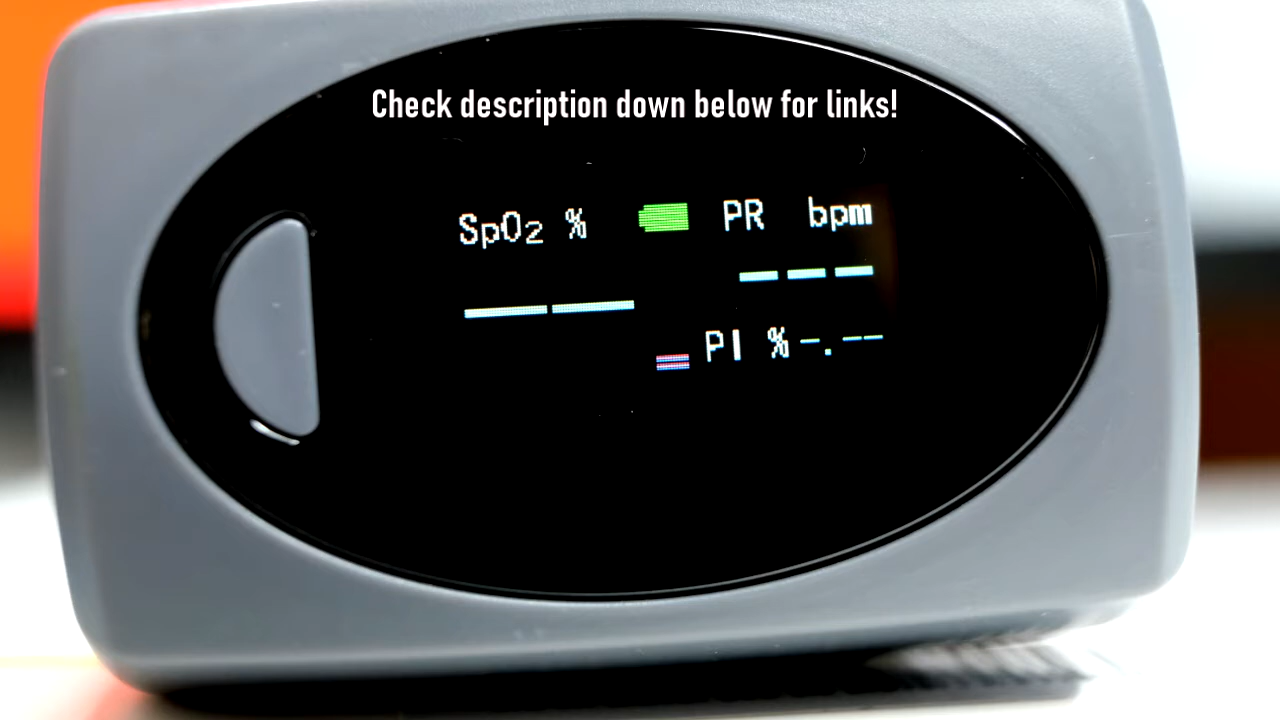 Check description down below for links!
SpO₂ % PR bpm
-- ---
PI % -.--